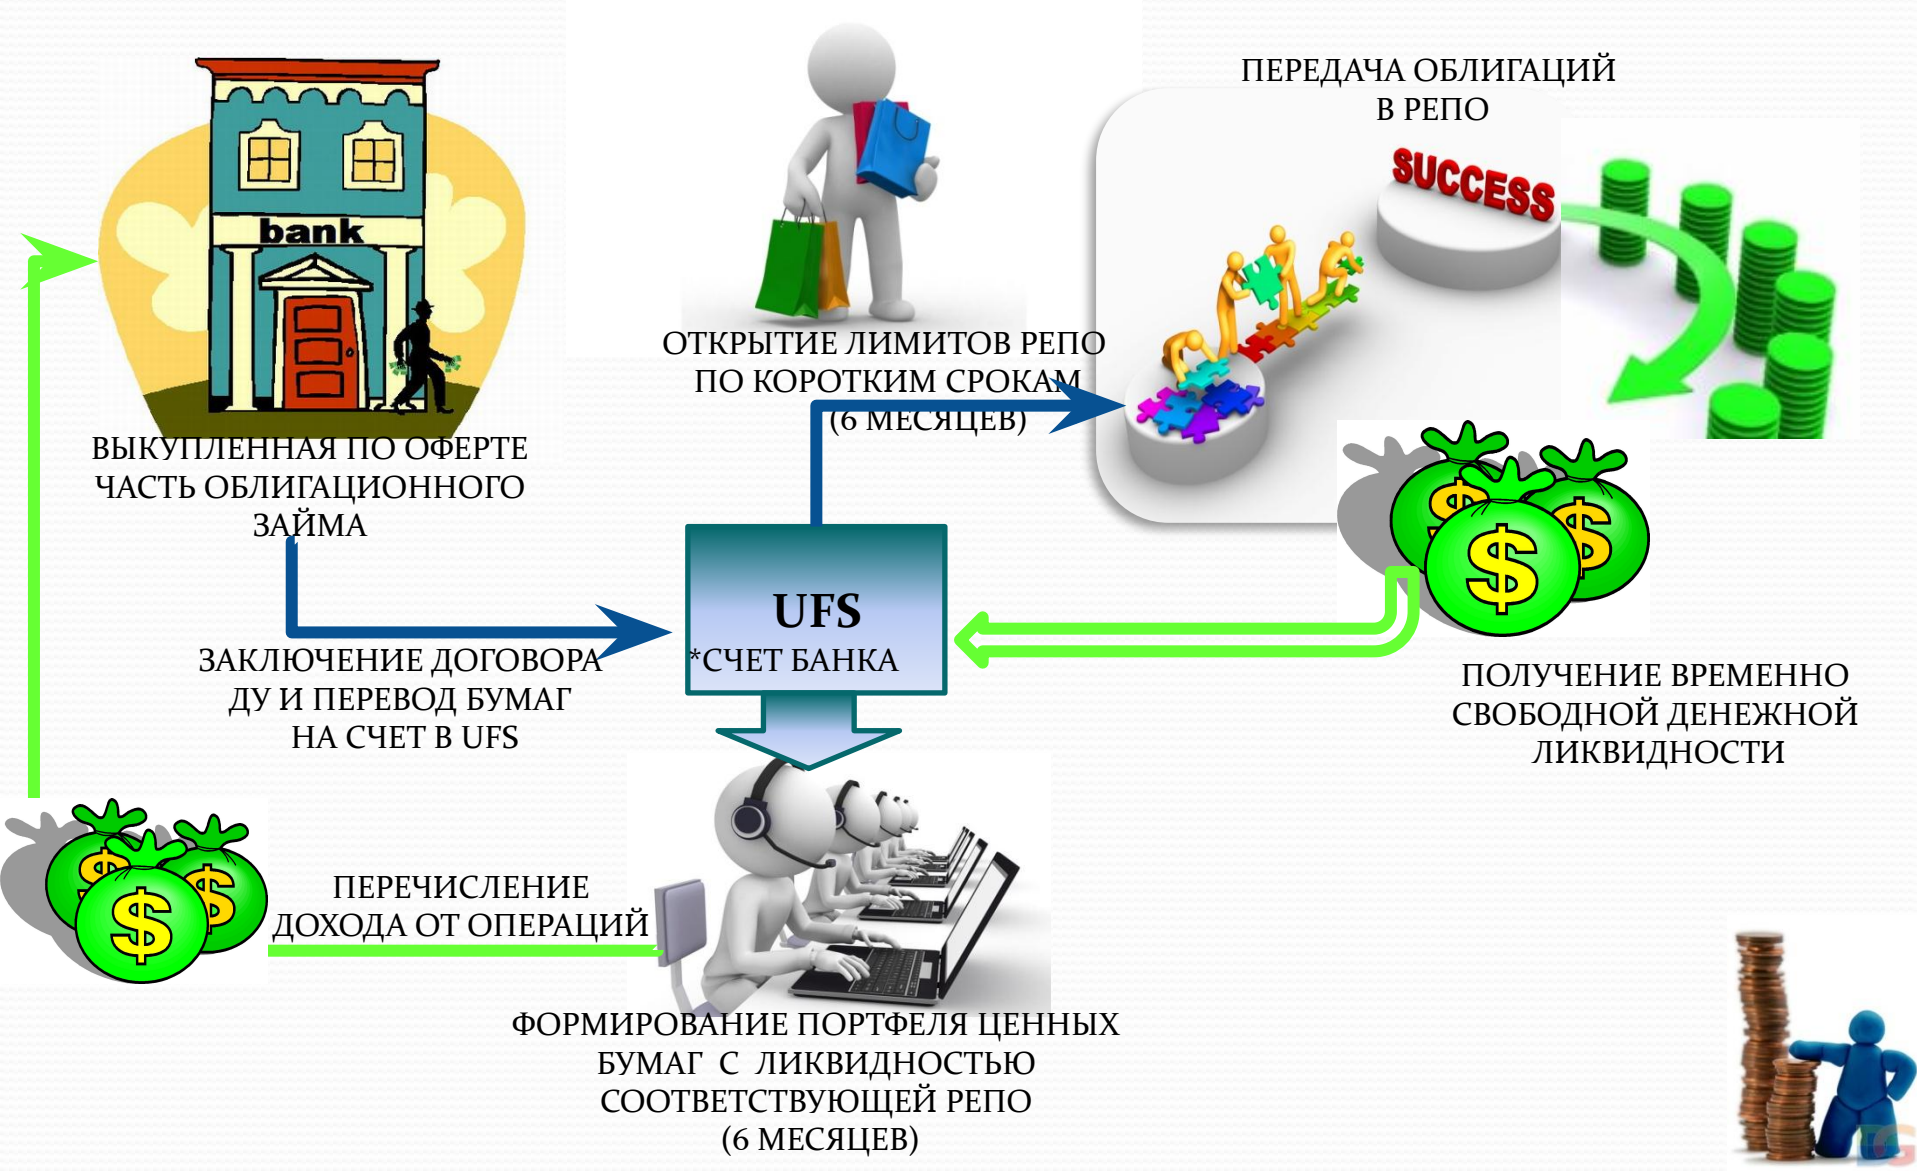 bank
ВЫКУПЛЕННАЯ ПО ОФЕРТЕ
ЧАСТЬ ОБЛИГАЦИОННОГО
ЗАЙМА
ОТКРЫТИЕ ЛИМИТОВ РЕПО
ПО КОРОТКИМ СРОКАМ
(6 МЕСЯЦЕВ)
ПЕРЕДАЧА ОБЛИГАЦИЙ
В РЕПО
SUCCESS
ЗАКЛЮЧЕНИЕ ДОГОВОРА
ДУ И ПЕРЕВОД БУМАГ
НА СЧЕТ В UFS
UFS
*СЧЕТ БАНКА
$ $ $
ПОЛУЧЕНИЕ ВРЕМЕННО
СВОБОДНОЙ ДЕНЕЖНОЙ
ЛИКВИДНОСТИ
$ $ $
ПЕРЕЧИСЛЕНИЕ
ДОХОДА ОТ ОПЕРАЦИЙ
ФОРМИРОВАНИЕ ПОРТФЕЛЯ ЦЕННЫХ
БУМАГ С ЛИКВИДНОСТЬЮ
СООТВЕТСТВУЮЩЕЙ РЕПО
(6 МЕСЯЦЕВ)